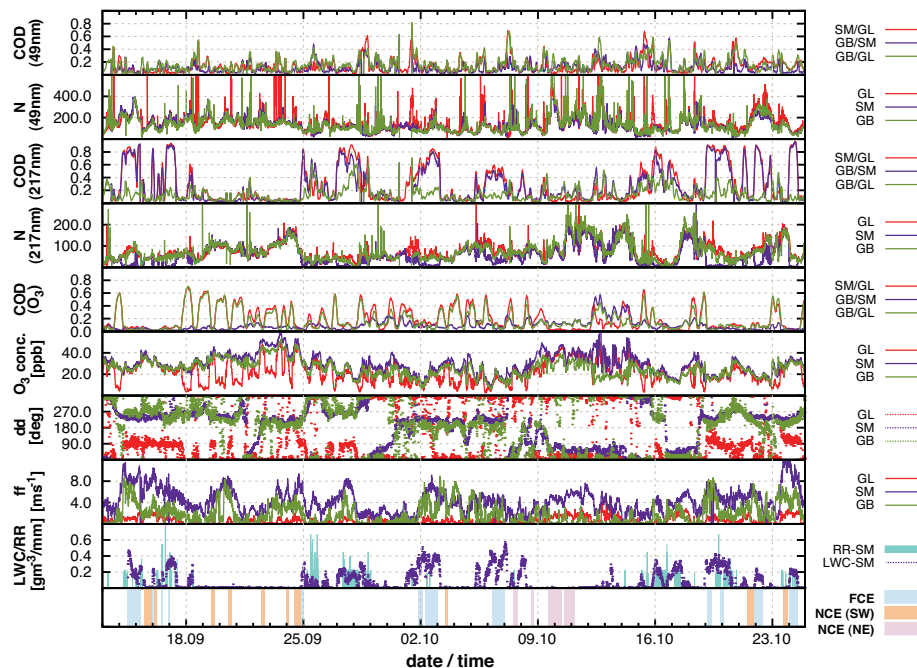 COD
(49nm)
0.8
0.6
0.4
0.2
SM/GL
GB/SM
GB/GL
N
(49nm)
400.0
200.0
GL
SM
GB
COD
(217nm)
0.8
0.6
0.4
0.2
SM/GL
GB/SM
GB/GL
N
(217nm)
200.0
100.0
GL
SM
GB
COD
(O3)
0.8
0.6
0.4
0.2
0.0
SM/GL
GB/SM
GB/GL
O3 conc.
[ppb]
40.0
20.0
GL
SM
GB
dd
[deg]
270.0
180.0
90.0
GL
SM
GB
ff
[ms-1]
8.0
4.0
GL
SM
GB
LWC/RR
[gm-3/mm]
0.6
0.4
0.2
RR-SM
LWC-SM
FCE
NCE (SW)
NCE (NE)
18.09 25.09 02.10 09.10 16.10 23.10
date / time